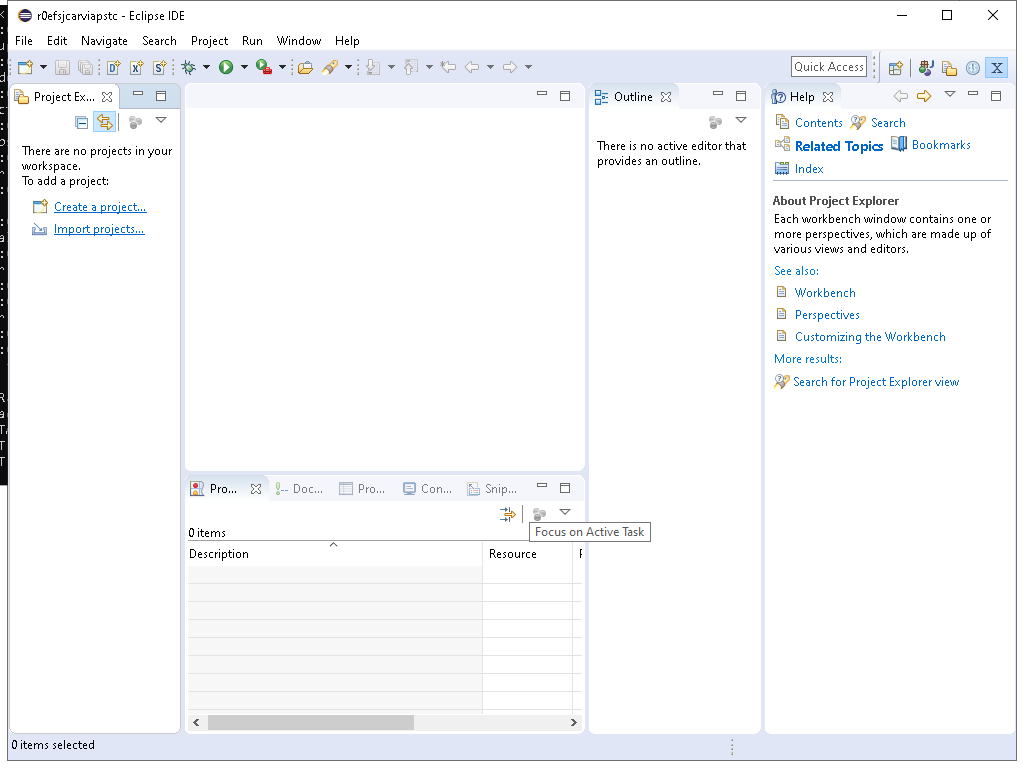 r0efsjcarviapstc - Eclipse IDE
File Edit Navigate Search Project Run Window Help
Quick Access
Project Ex...
There are no projects in your
workspace.
To add a project:
Create a project...
Import projects...
Outline
There is no active editor that
provides an outline.
Help
Contents Search
Related Topics Bookmarks
Index
About Project Explorer
Each workbench window contains one or
more perspectives, which are made up of
various views and editors.
See also:
Workbench
Perspectives
Customizing the Workbench
More results:
Search for Project Explorer view
Pro... Doc... Pro... Con... Snip...
Focus on Active Task
0 items
Description Resource
0 items selected